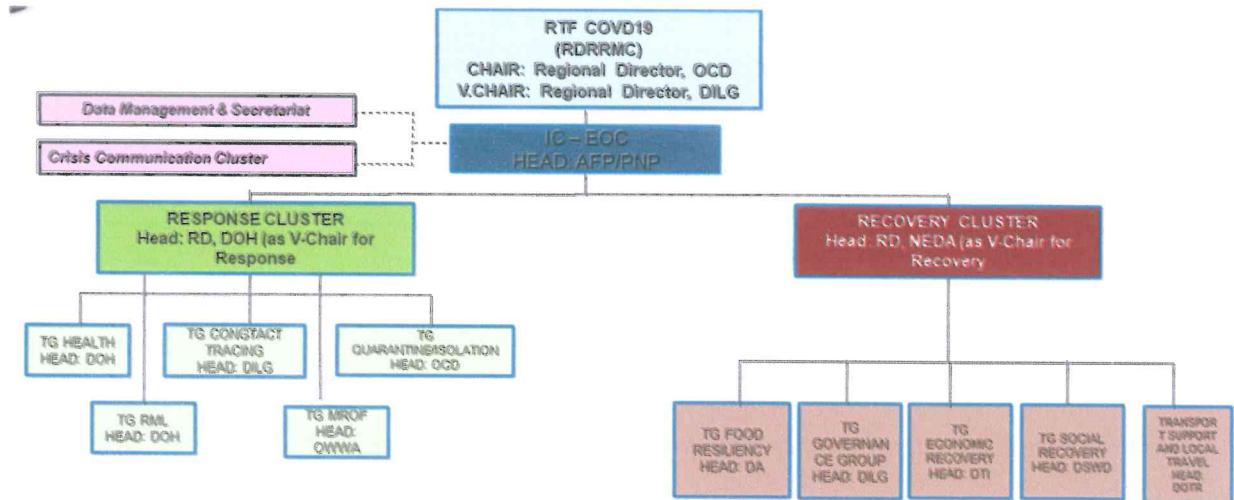 RTF COVD19
(RDRRMC)
CHAIR: Regional Director, OCD
V.CHAIR: Regional Director, DILG
Data Management & Secretariat
Crisis Communication Cluster
IC – EOC
HEAD: AFP/PNP
RESPONSE CLUSTER
Head: RD, DOH (as V-Chair for
Response
RECOVERY CLUSTER
Head: RD, NEDA (as V-Chair for
Recovery
TG HEALTH
HEAD: DOH
TG CONGTACT
TRACING
HEAD: DILG
TG
QUARANTINE/ISOLATION
HEAD: OCD
TG RML
HEAD: DOH
TG MROF
HEAD:
OWWA
TG FOOD
RESILIENCY
HEAD: DA
TG
GOVERNAN
CE GROUP
HEAD: DILG
TG
ECONOMIC
RECOVERY
HEAD: DTI
TG SOCIAL
RECOVERY
HEAD: DSWD
TRANSPOR
T SUPPORT
AND LOCAL
TRAVEL
HEAD:
DOTR